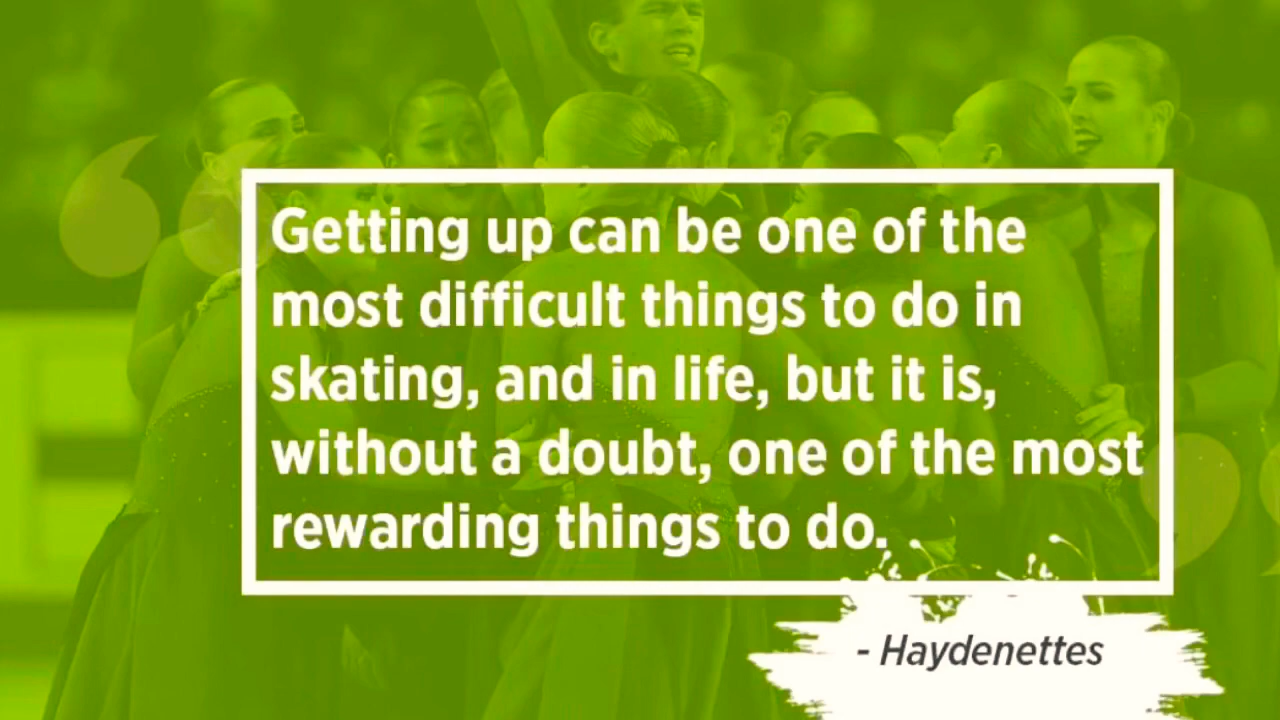 Getting up can be one of the
most difficult things to do in
skating, and in life, but it is,
without a doubt, one of the most
rewarding things to do.
- Haydenettes